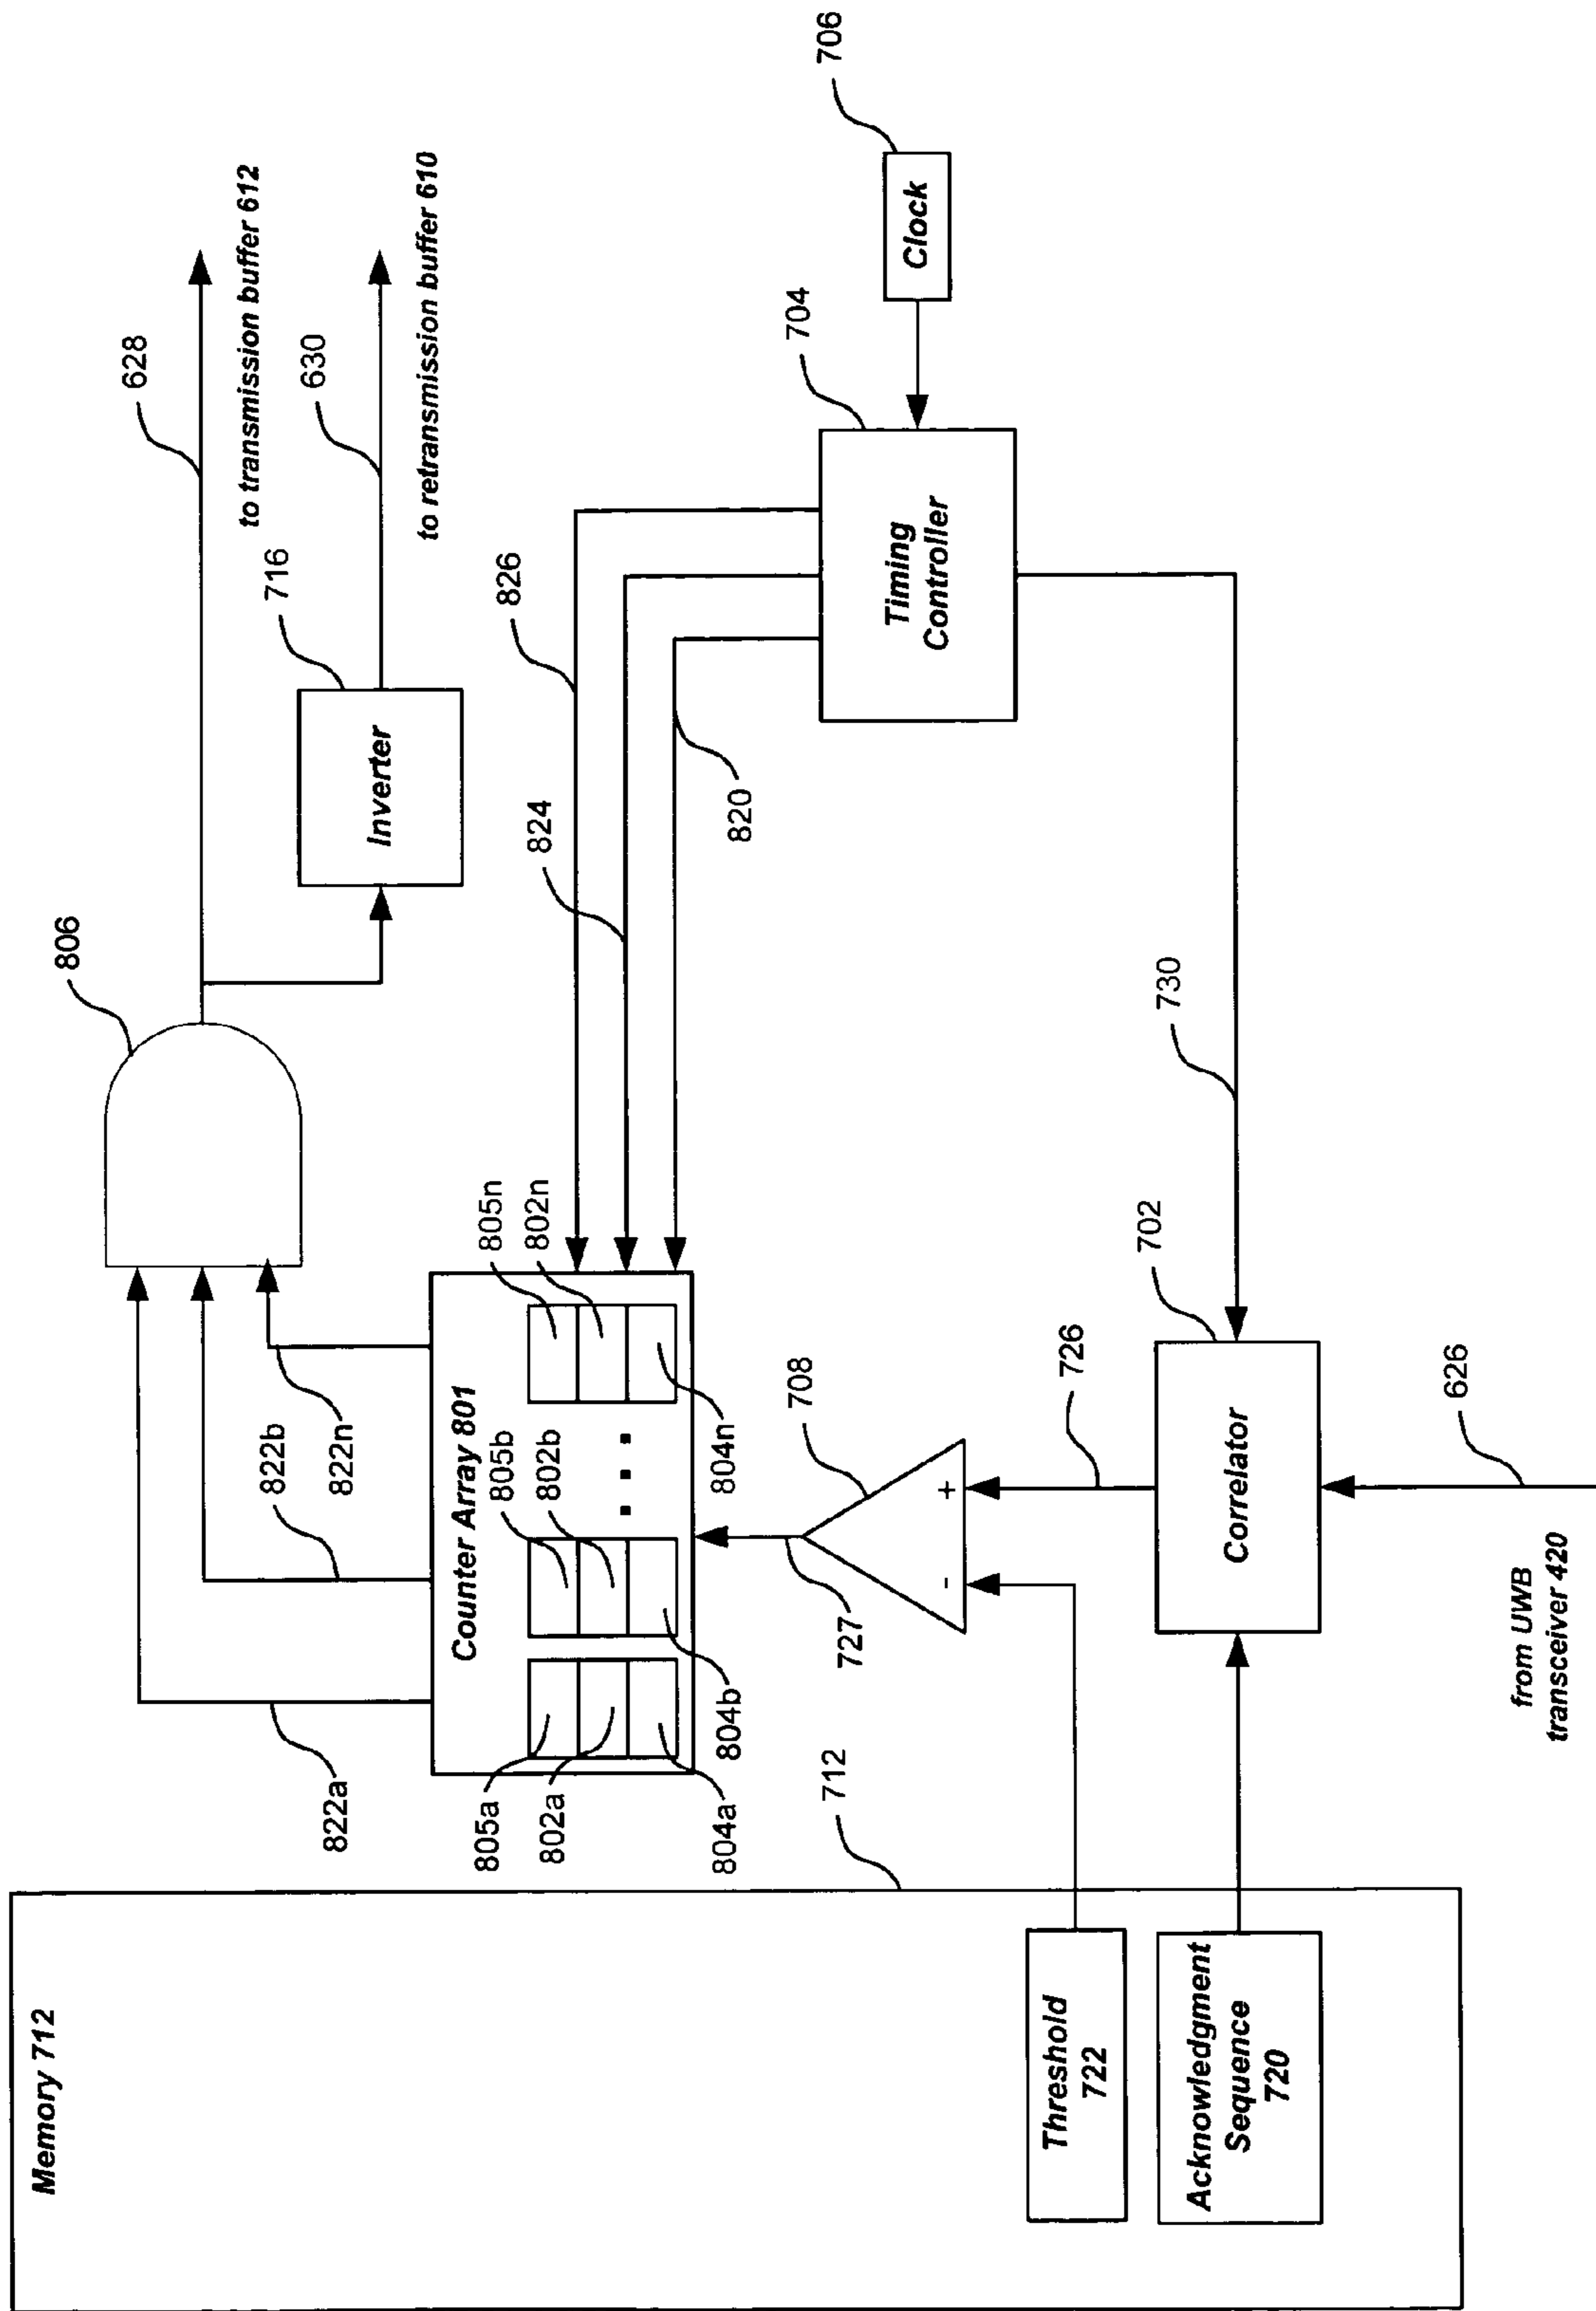 Memory 712
Threshold
722
Acknowledgment
Sequence
720
712
from UWB
transceiver 420
626
Correlator
702
726
730
+
-
708
727
Counter Array 801
805a
802a
804a
805b
802b
804b
805n
802n
804n
822a
822b
822n
806
628
to transmission buffer 612
Inverter
716
630
to retransmission buffer 610
826
824
820
Timing
Controller
704
Clock
706